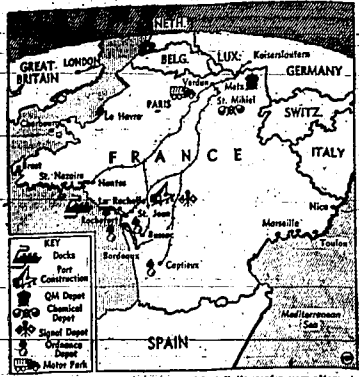 NETH.
GREAT
BRITAIN
LONDON
BELG.
LUX.
Kaiserslautern
GERMANY
Verdun
Metz
PARIS
St. Mihiel
Le Havre
Cherbourg
SWITZ.
FRANCE
Brest
ITALY
St. Nazaire
Nantes
La Rochelle
Rochefort
St. Jean
Nice
Marseille
Toulon
Bussac
Bordeaux
Captieux
KEY
Docks
Port
Construction
QM Depot
Chemical
Depot
Signal Depot
Ordnance
Depot
Motor Park
Mediterranean
Sea
SPAIN